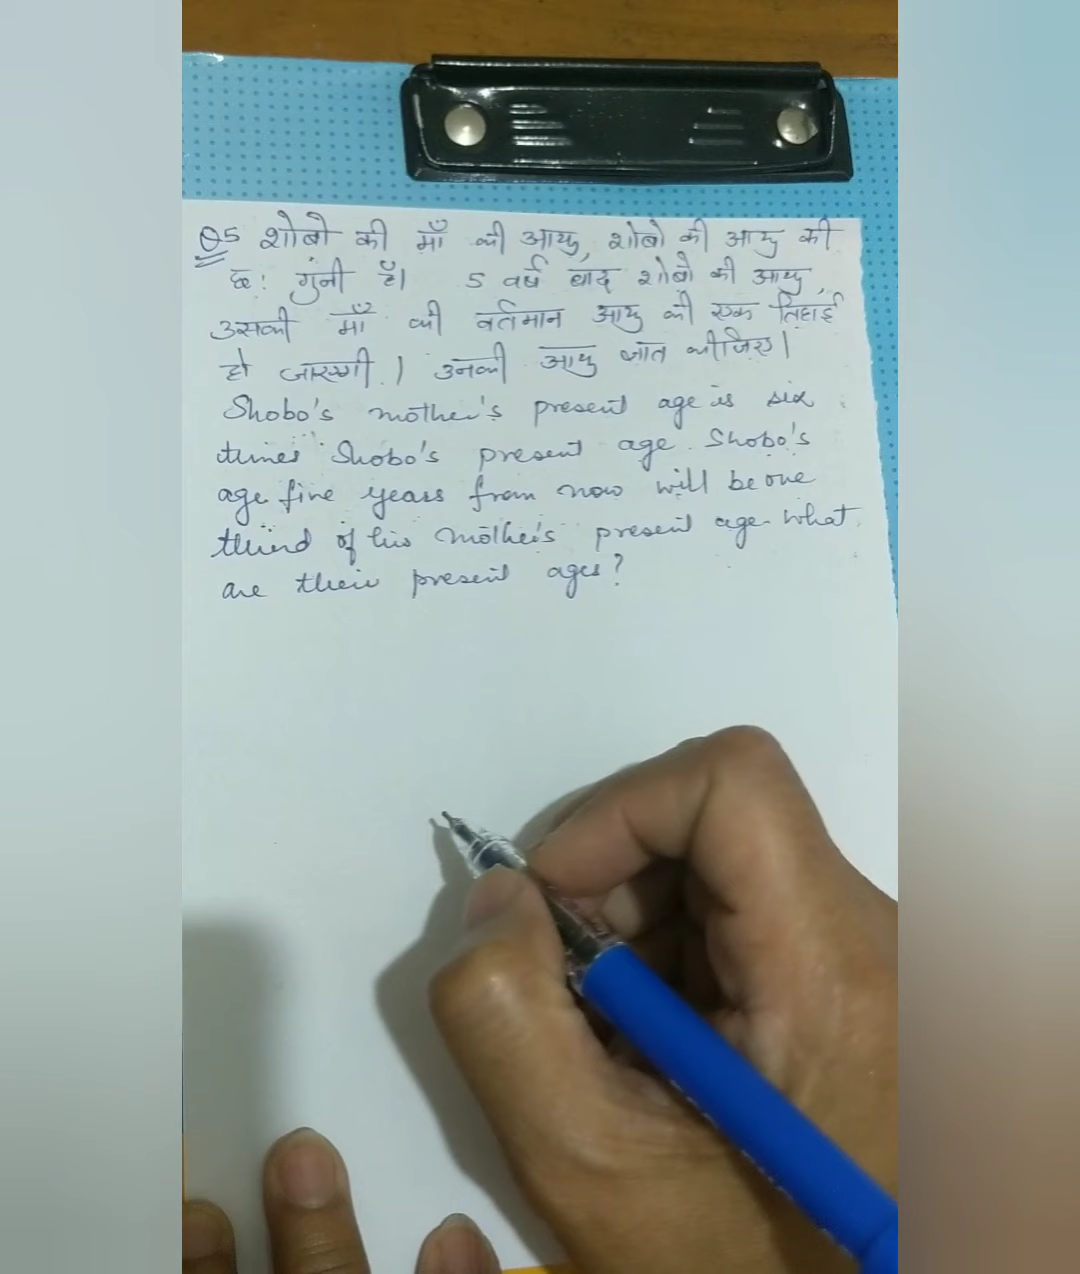 Q5 शोबो की माँ की आयु, शोबो की आयु की
छ: गुंनी है। 5 वर्ष बाद शोबो की आयु,
उसकी माँ की वर्तमान आयु की एक तिहाई
हो जाएगी। उनकी आयु ज्ञात कीजिए।
Shobo's mother's present age is six
times Shobo's present age. Shobo's
age five years from now will be one
third of his mother's present age. What
are their present ages?